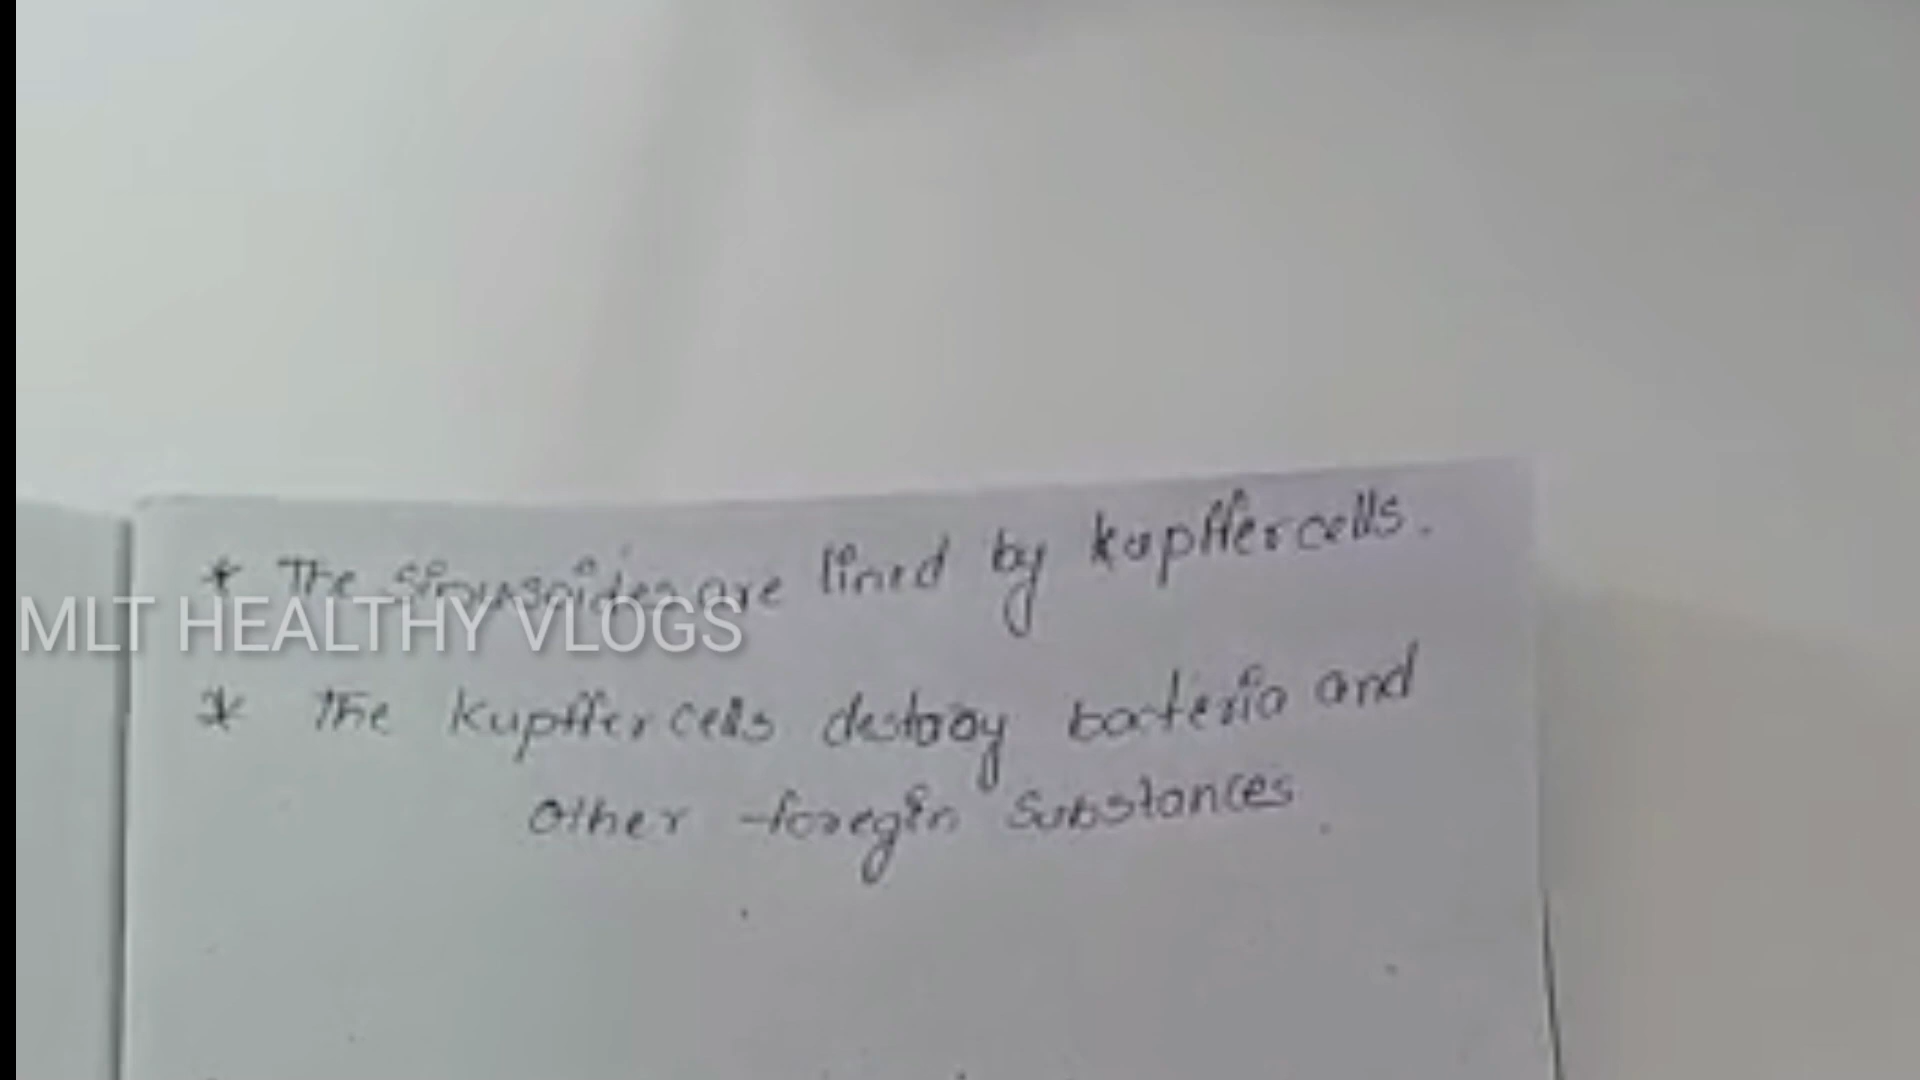 * The sinusoides are lined by kupffer cells.
MLT HEALTHY VLOGS
* The kupffer cells destroy bacteria and
other foregin substances